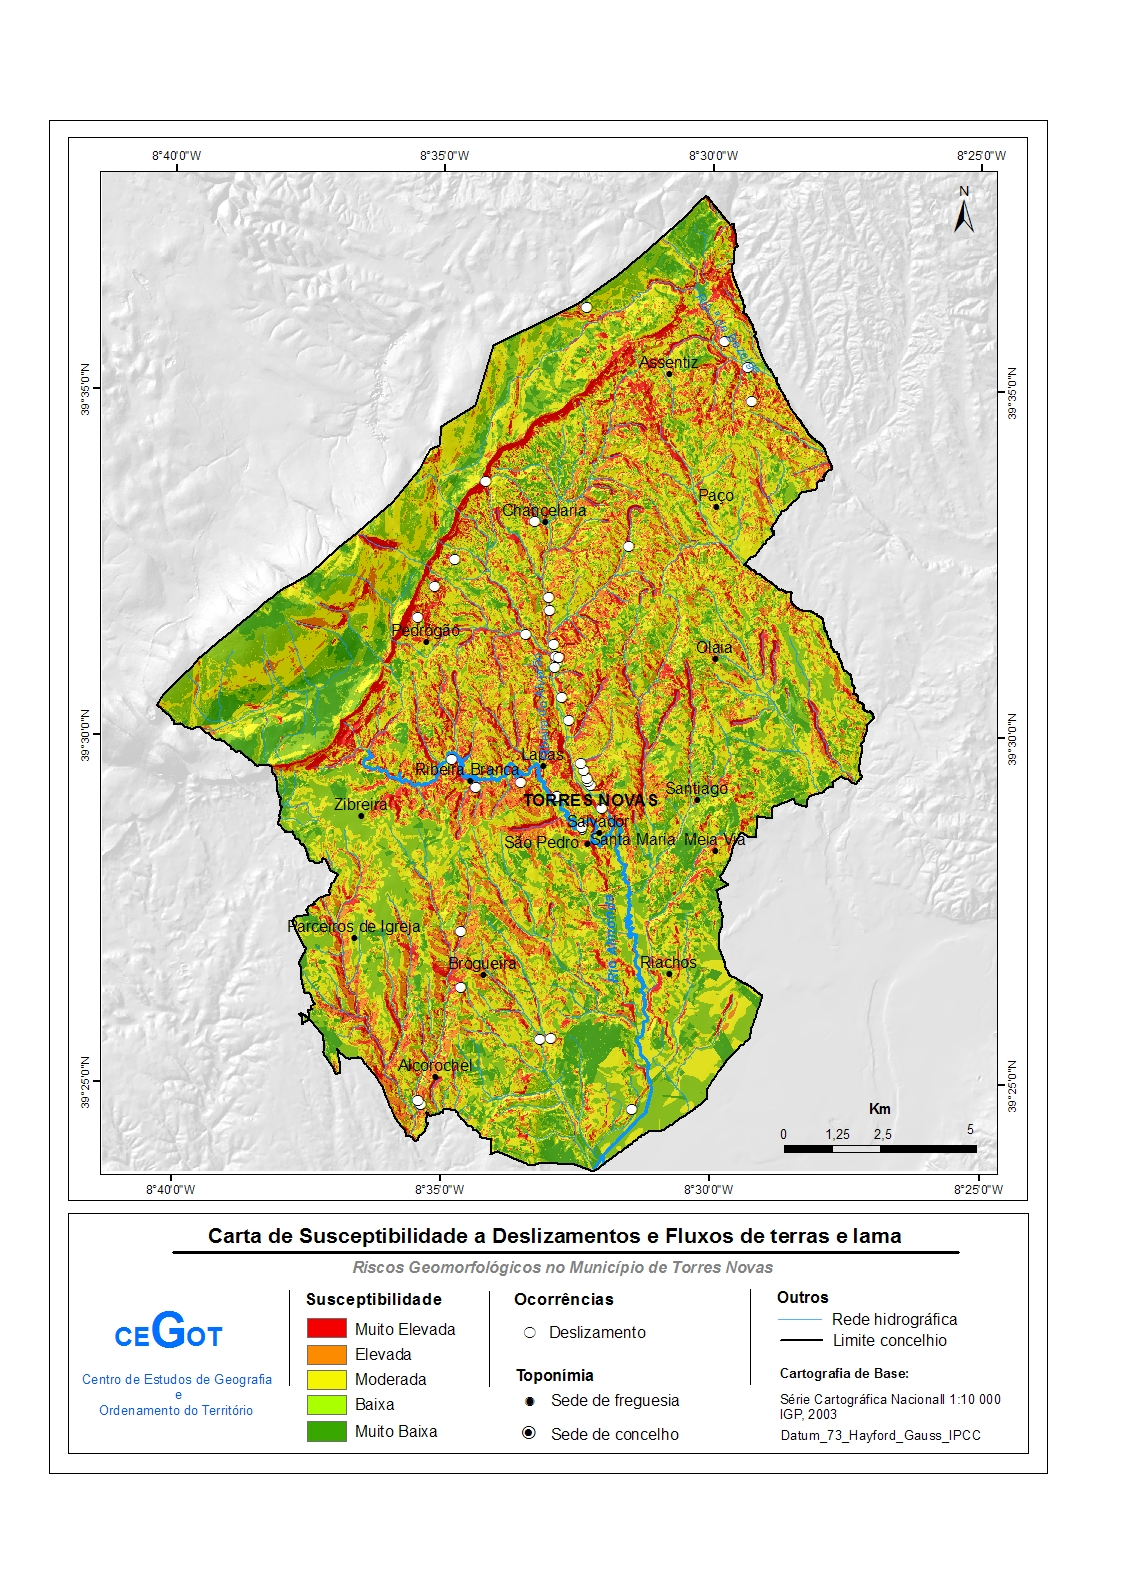 8°40'0"W 8°35'0"W 8°30'0"W 8°25'0"W
N
39°35'0"N 39°35'0"N
Assentiz
Paço
Chancelaria
Pedrógão
Olaia
39°30'0"N 39°30'0"N
Lapas
Ribeira Branca
Santiago
TORRES NOVAS
Zibreira
Salvador
São Pedro Santa Maria Meia Via
Rio Almonda
Parceiros de Igreja
Brogueira
Riachos
Alcorochel
39°25'0"N 39°25'0"N
Km
0 1,25 2,5 5
8°40'0"W 8°35'0"W 8°30'0"W 8°25'0"W
Carta de Susceptibilidade a Deslizamentos e Fluxos de terras e lama
Riscos Geomorfológicos no Município de Torres Novas
CEGOT
Centro de Estudos de Geografia
e
Ordenamento do Território
Susceptibilidade
Muito Elevada
Elevada
Moderada
Baixa
Muito Baixa
Ocorrências
Deslizamento
Toponímia
Sede de freguesia
Sede de concelho
Outros
Rede hidrográfica
Limite concelhio
Cartografia de Base:
Série Cartográfica Nacionall 1:10 000
IGP, 2003
Datum_73_Hayford_Gauss_IPCC